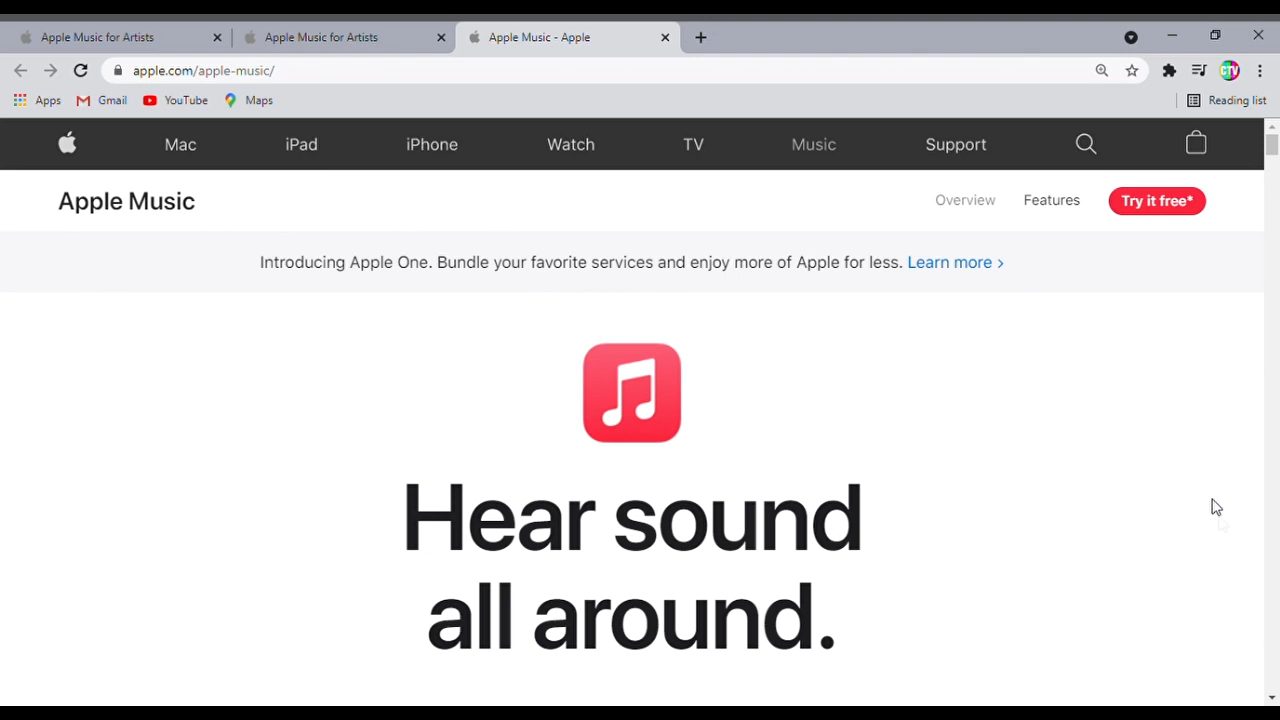 Apple Music for Artists
Apple Music for Artists
Apple Music - Apple
apple.com/apple-music/
CTV
Apps
Gmail
YouTube
Maps
Reading list
Mac
iPad
iPhone
Watch
TV
Music
Support
Apple Music
Overview
Features
Try it free*
Introducing Apple One. Bundle your favorite services and enjoy more of Apple for less. Learn more >
Hear sound
all around.